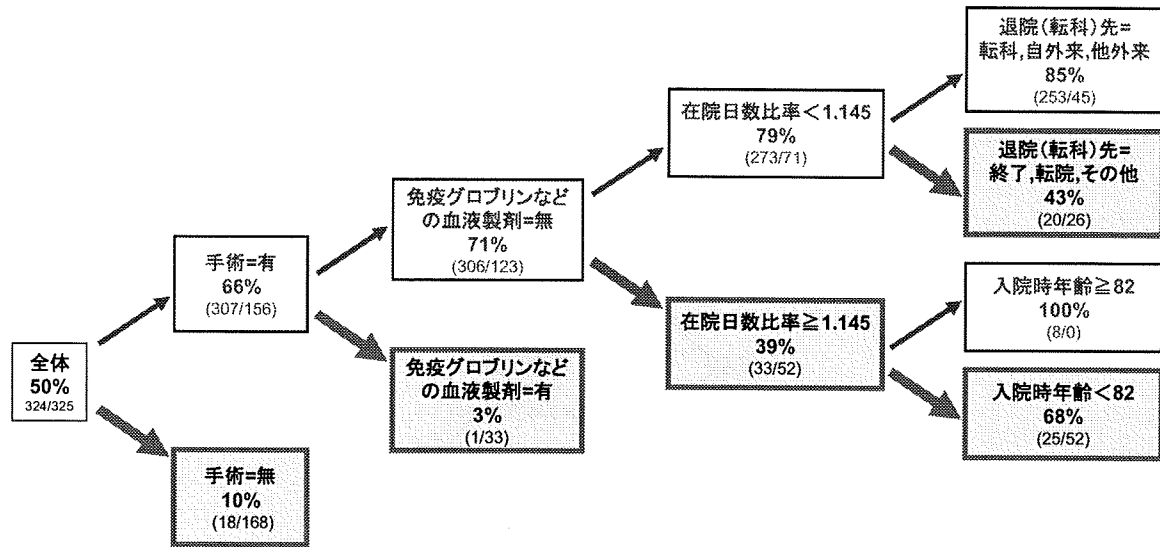 全体
50%
324/325
手術=有
66%
(307/156)
手術=無
10%
(18/168)
免疫グロブリンなど
の血液製剤=無
71%
(306/123)
免疫グロブリンなど
の血液製剤=有
3%
(1/33)
在院日数比率<1.145
79%
(273/71)
在院日数比率≧1.145
39%
(33/52)
退院(転科)先=
転科,自外来,他外来
85%
(253/45)
退院(転科)先=
終了,転院,その他
43%
(20/26)
入院時年齢≧82
100%
(8/0)
入院時年齢<82
68%
(25/52)